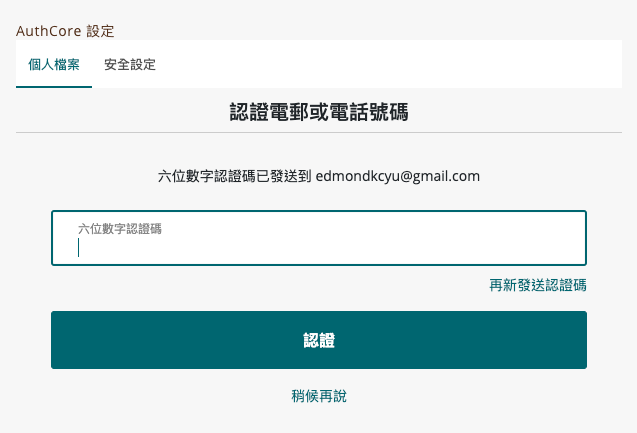 AuthCore 設定
個人檔案 安全設定
認證電郵或電話號碼
六位數字認證碼已發送到 edmondkcyu@gmail.com
六位數字認證碼
再新發送認證碼
認證
稍候再說